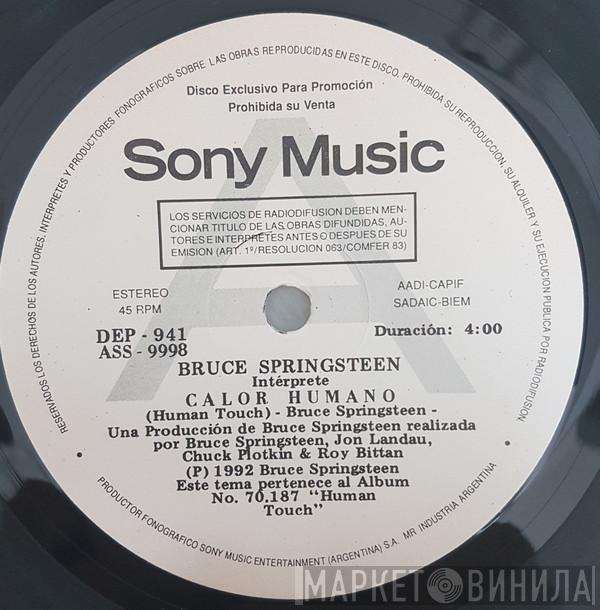 RESERVADOS LOS DERECHOS DE LOS AUTORES, INTERPRETES Y PRODUCTORES FONOGRAFICOS SOBRE LAS OBRAS REPRODUCIDAS EN ESTE DISCO. PROHIBIDA SU REPRODUCCION, SU ALQUILER Y SU EJECUCION PUBLICA POR RADIODIFUSION
Disco Exclusivo Para Promoción
Prohibida su Venta
A
Sony Music
LOS SERVICIOS DE RADIODIFUSION DEBEN MEN-
CIONAR TITULO DE LAS OBRAS DIFUNDIDAS, AU-
TORES E INTERPRETES ANTES O DESPUES DE SU
EMISION (ART. 1º/RESOLUCION 063/COMFER 83)
ESTEREO
45 RPM
AADI-CAPIF
SADAIC-BIEM
DEP - 941
ASS - 9998
Duración: 4:00
BRUCE SPRINGSTEEN
Intérprete
CALOR HUMANO
(Human Touch) - Bruce Springsteen -
Una Producción de Bruce Springsteen realizada
por Bruce Springsteen, Jon Landau,
Chuck Plotkin & Roy Bittan
(P) 1992 Bruce Springsteen
Este tema pertenece al Album
No. 70.187 "Human
Touch"
PRODUCTOR FONOGRAFICO SONY MUSIC ENTERTAINMENT (ARGENTINA) S.A. MR INDUSTRIA ARGENTINA
МАРКЕТ ВИНИЛА